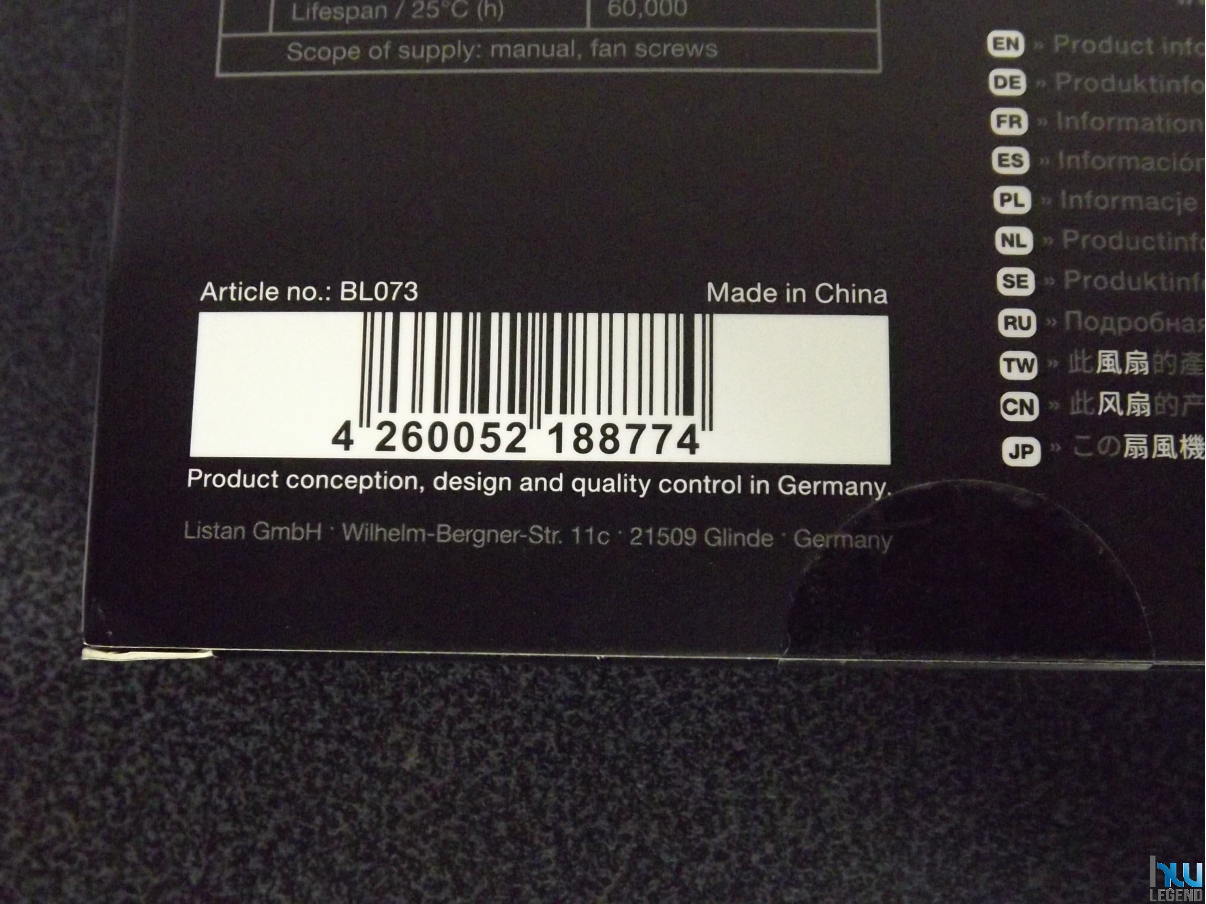 Lifespan / 25°C (h) 60,000
Scope of supply: manual, fan screws
EN » Product info
DE » Produktinfo
FR » Information
ES » Información
PL » Informacje
NL » Productinfo
SE » Produktinfo
RU » Подробная
TW » 此風扇的產
CN » 此风扇的产
JP » この扇風機
Article no.: BL073 Made in China
4 260052 188774
Product conception, design and quality control in Germany.
Listan GmbH · Wilhelm-Bergner-Str. 11c · 21509 Glinde · Germany
LEGEND